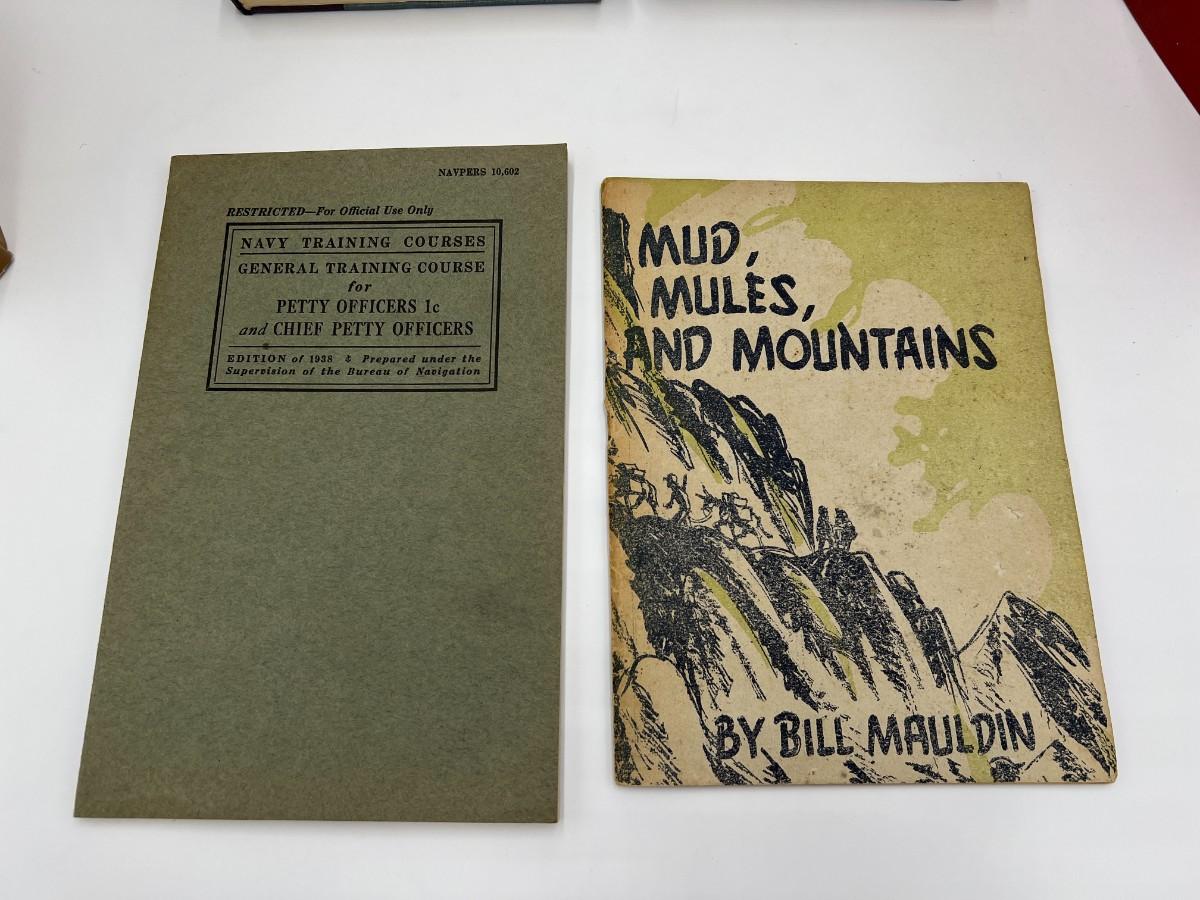 NAVPERS 10,602
RESTRICTED—For Official Use Only
NAVY TRAINING COURSES
GENERAL TRAINING COURSE
for
PETTY OFFICERS 1c
and CHIEF PETTY OFFICERS
EDITION of 1938 & Prepared under the
Supervision of the Bureau of Navigation
MUD,
MULES,
AND MOUNTAINS
BY BILL MAULDIN